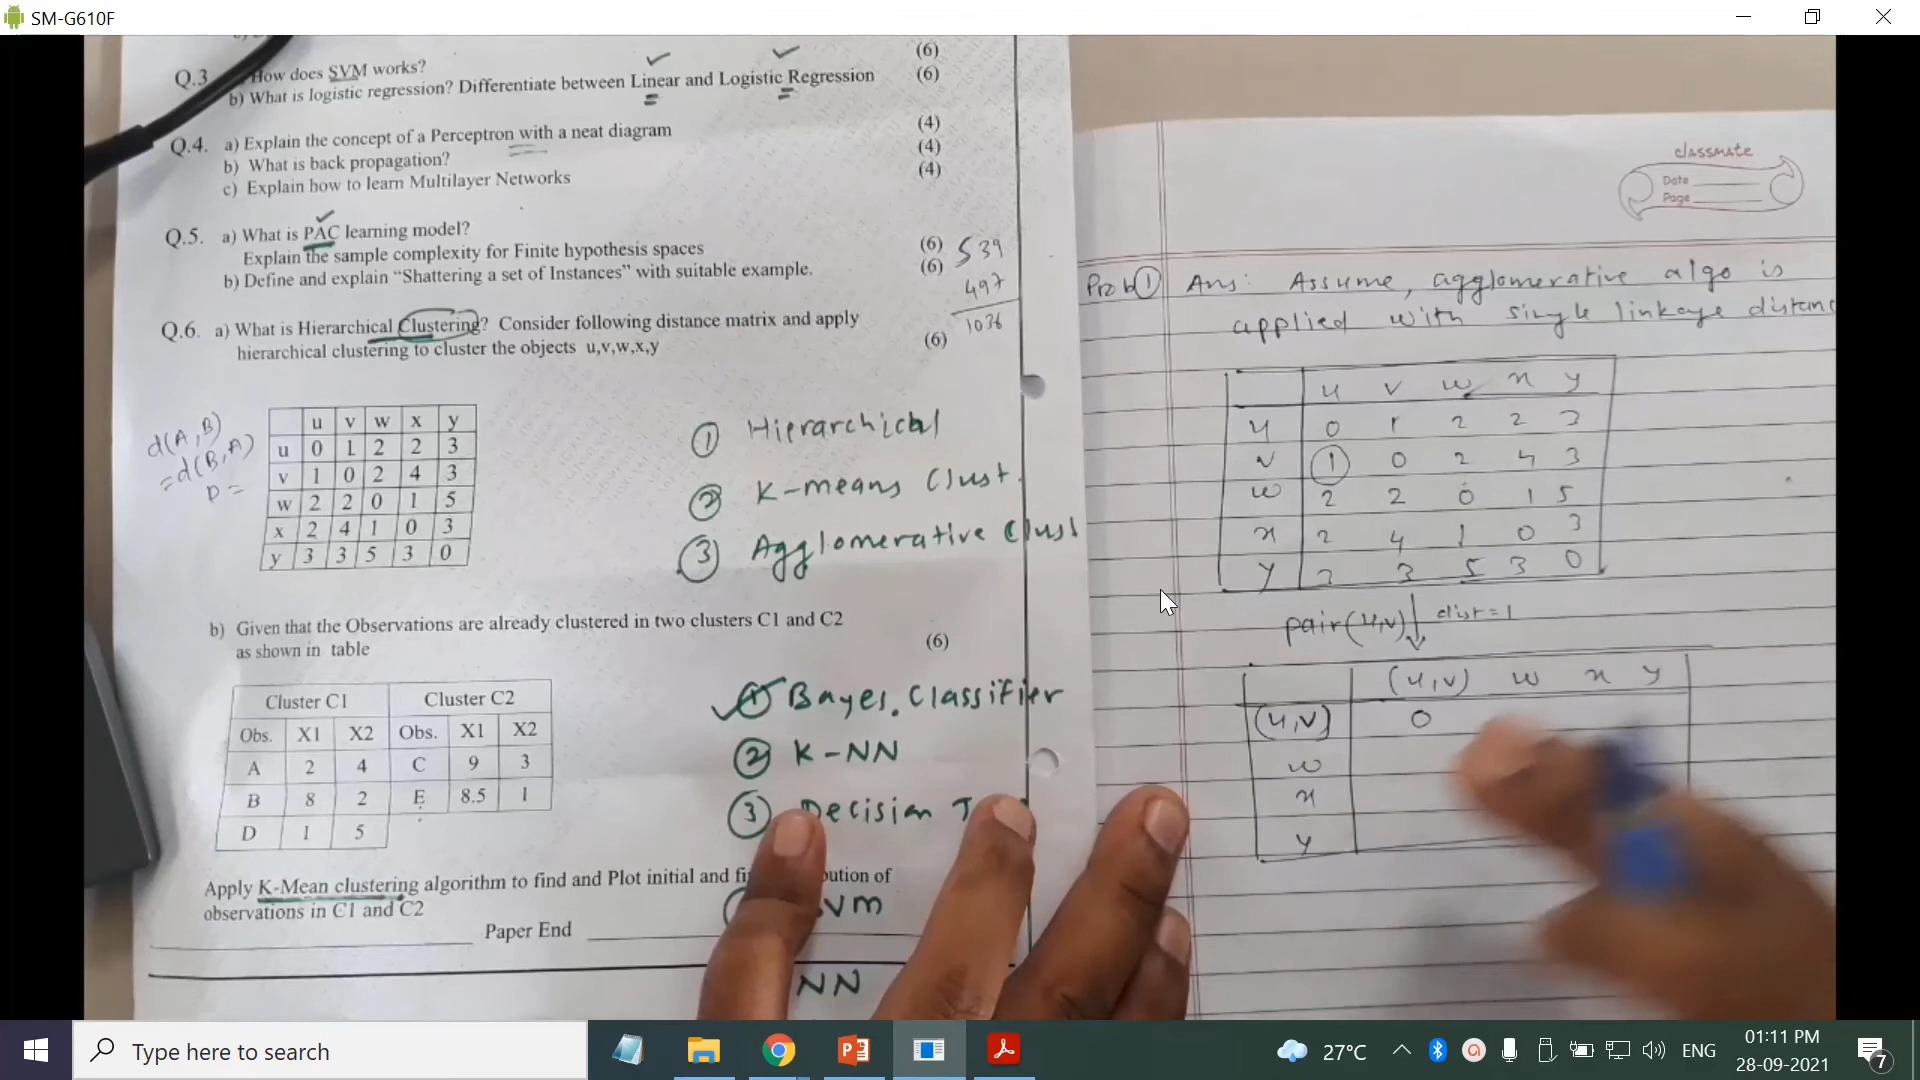 SM-G610F
Q.3 How does SVM works? (6)
(6)
b) What is logistic regression? Differentiate between Linear and Logistic Regression (6)
Q.4. a) Explain the concept of a Perceptron with a neat diagram (4)
b) What is back propagation? (4)
c) Explain how to learn Multilayer Networks (4)
Q.5. a) What is PAC learning model?
Explain the sample complexity for Finite hypothesis spaces (6)
b) Define and explain “Shattering a set of Instances” with suitable example. (6)
539
497
1036
Q.6. a) What is Hierarchical Clustering? Consider following distance matrix and apply
hierarchical clustering to cluster the objects u,v,w,x,y (6)
d(A,B)
=d(B,A)
D =
u v w x y
u 0 1 2 2 3
v 1 0 2 4 3
w 2 2 0 1 5
x 2 4 1 0 3
y 3 3 5 3 0
① Hierarchical
② K-means Clust.
③ Agglomerative Clust
b) Given that the Observations are already clustered in two clusters C1 and C2
as shown in table (6)
Cluster C1 Cluster C2
Obs. X1 X2 Obs. X1 X2
A 2 4 C 9 3
B 8 2 E 8.5 1
D 1 5
① Bayes. Classifier
② K-NN
③ Decision T
vm
NN
Apply K-Mean clustering algorithm to find and Plot initial and fi ution of
observations in C1 and C2
Paper End
classmate
Date
Page
Prob① Ans: Assume, agglomerative algo is
applied with single linkage distanc
u v w x y
u 0 1 2 2 3
v 1 0 2 4 3
w 2 2 0 1 5
x 2 4 1 0 3
y 3 3 5 3 0
pair(u,v) dist=1
(u,v) w x y
(u,v) 0
w
x
y
Type here to search
27°C
ENG
01:11 PM
28-09-2021
7